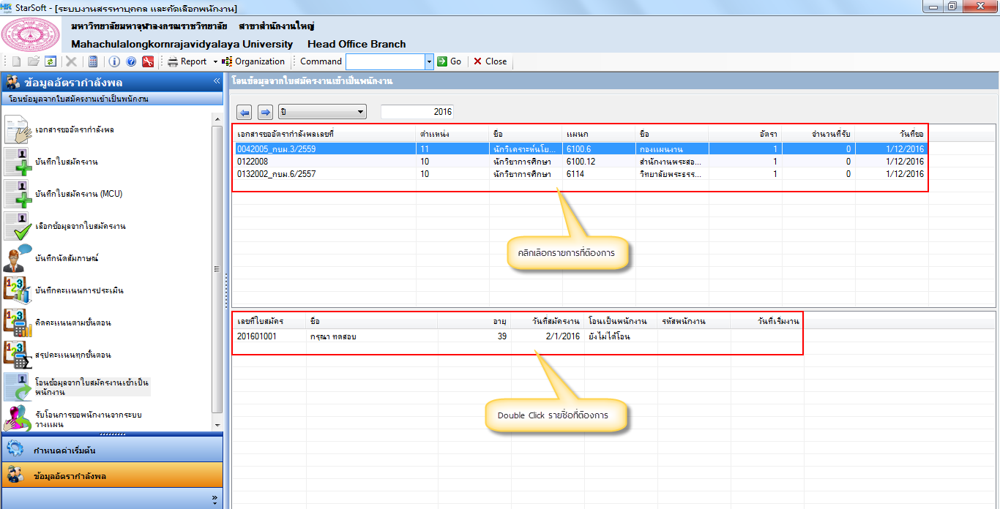 StarSoft - [ระบบงานสรรหาบุคคล และคัดเลือกพนักงาน]
มหาวิทยาลัยมหาจุฬาลงกรณราชวิทยาลัย สาขาสำนักงานใหญ่
Mahachulalongkornrajavidyalaya University Head Office Branch
Report Organization Command Go Close
ข้อมูลอัตรากำลังพล
โอนข้อมูลจากใบสมัครงานเข้าเป็นพนักงาน
เอกสารขออัตรากำลังพล
บันทึกใบสมัครงาน
บันทึกใบสมัครงาน (MCU)
เลือกข้อมูลจากใบสมัครงาน
บันทึกนัดสัมภาษณ์
บันทึกคะแนนการประเมิน
คิดคะแนนตามขั้นตอน
สรุปคะแนนทุกขั้นตอน
โอนข้อมูลจากใบสมัครงานเข้าเป็น
พนักงาน
รับโอนการขอพนักงานจากระบบ
วางแผน
กำหนดค่าเริ่มต้น
ข้อมูลอัตรากำลังพล
โอนข้อมูลจากใบสมัครงานเข้าเป็นพนักงาน
ปี 2016
เอกสารขออัตรากำลังพลเลขที่ ตำแหน่ง ชื่อ แผนก ชื่อ อัตรา จำนวนที่รับ วันที่ขอ
0042005_กบม.3/2559 11 นักวิเคราะห์นโย... 6100.6 กองแผนงาน 1 0 1/12/2016
0122008 10 นักวิชาการศึกษา 6100.12 สำนักงานพระสอ... 1 0 1/12/2016
0132002_กบม.6/2557 10 นักวิชาการศึกษา 6114 วิทยาลัยพระธรร... 1 0 1/12/2016
คลิกเลือกรายการที่ต้องการ
เลขที่ใบสมัคร ชื่อ อายุ วันที่สมัครงาน โอนเป็นพนักงาน รหัสพนักงาน วันที่เริ่มงาน
201601001 กรุณา ทดสอบ 39 2/1/2016 ยังไม่ได้โอน
Double Click รายชื่อที่ต้องการ